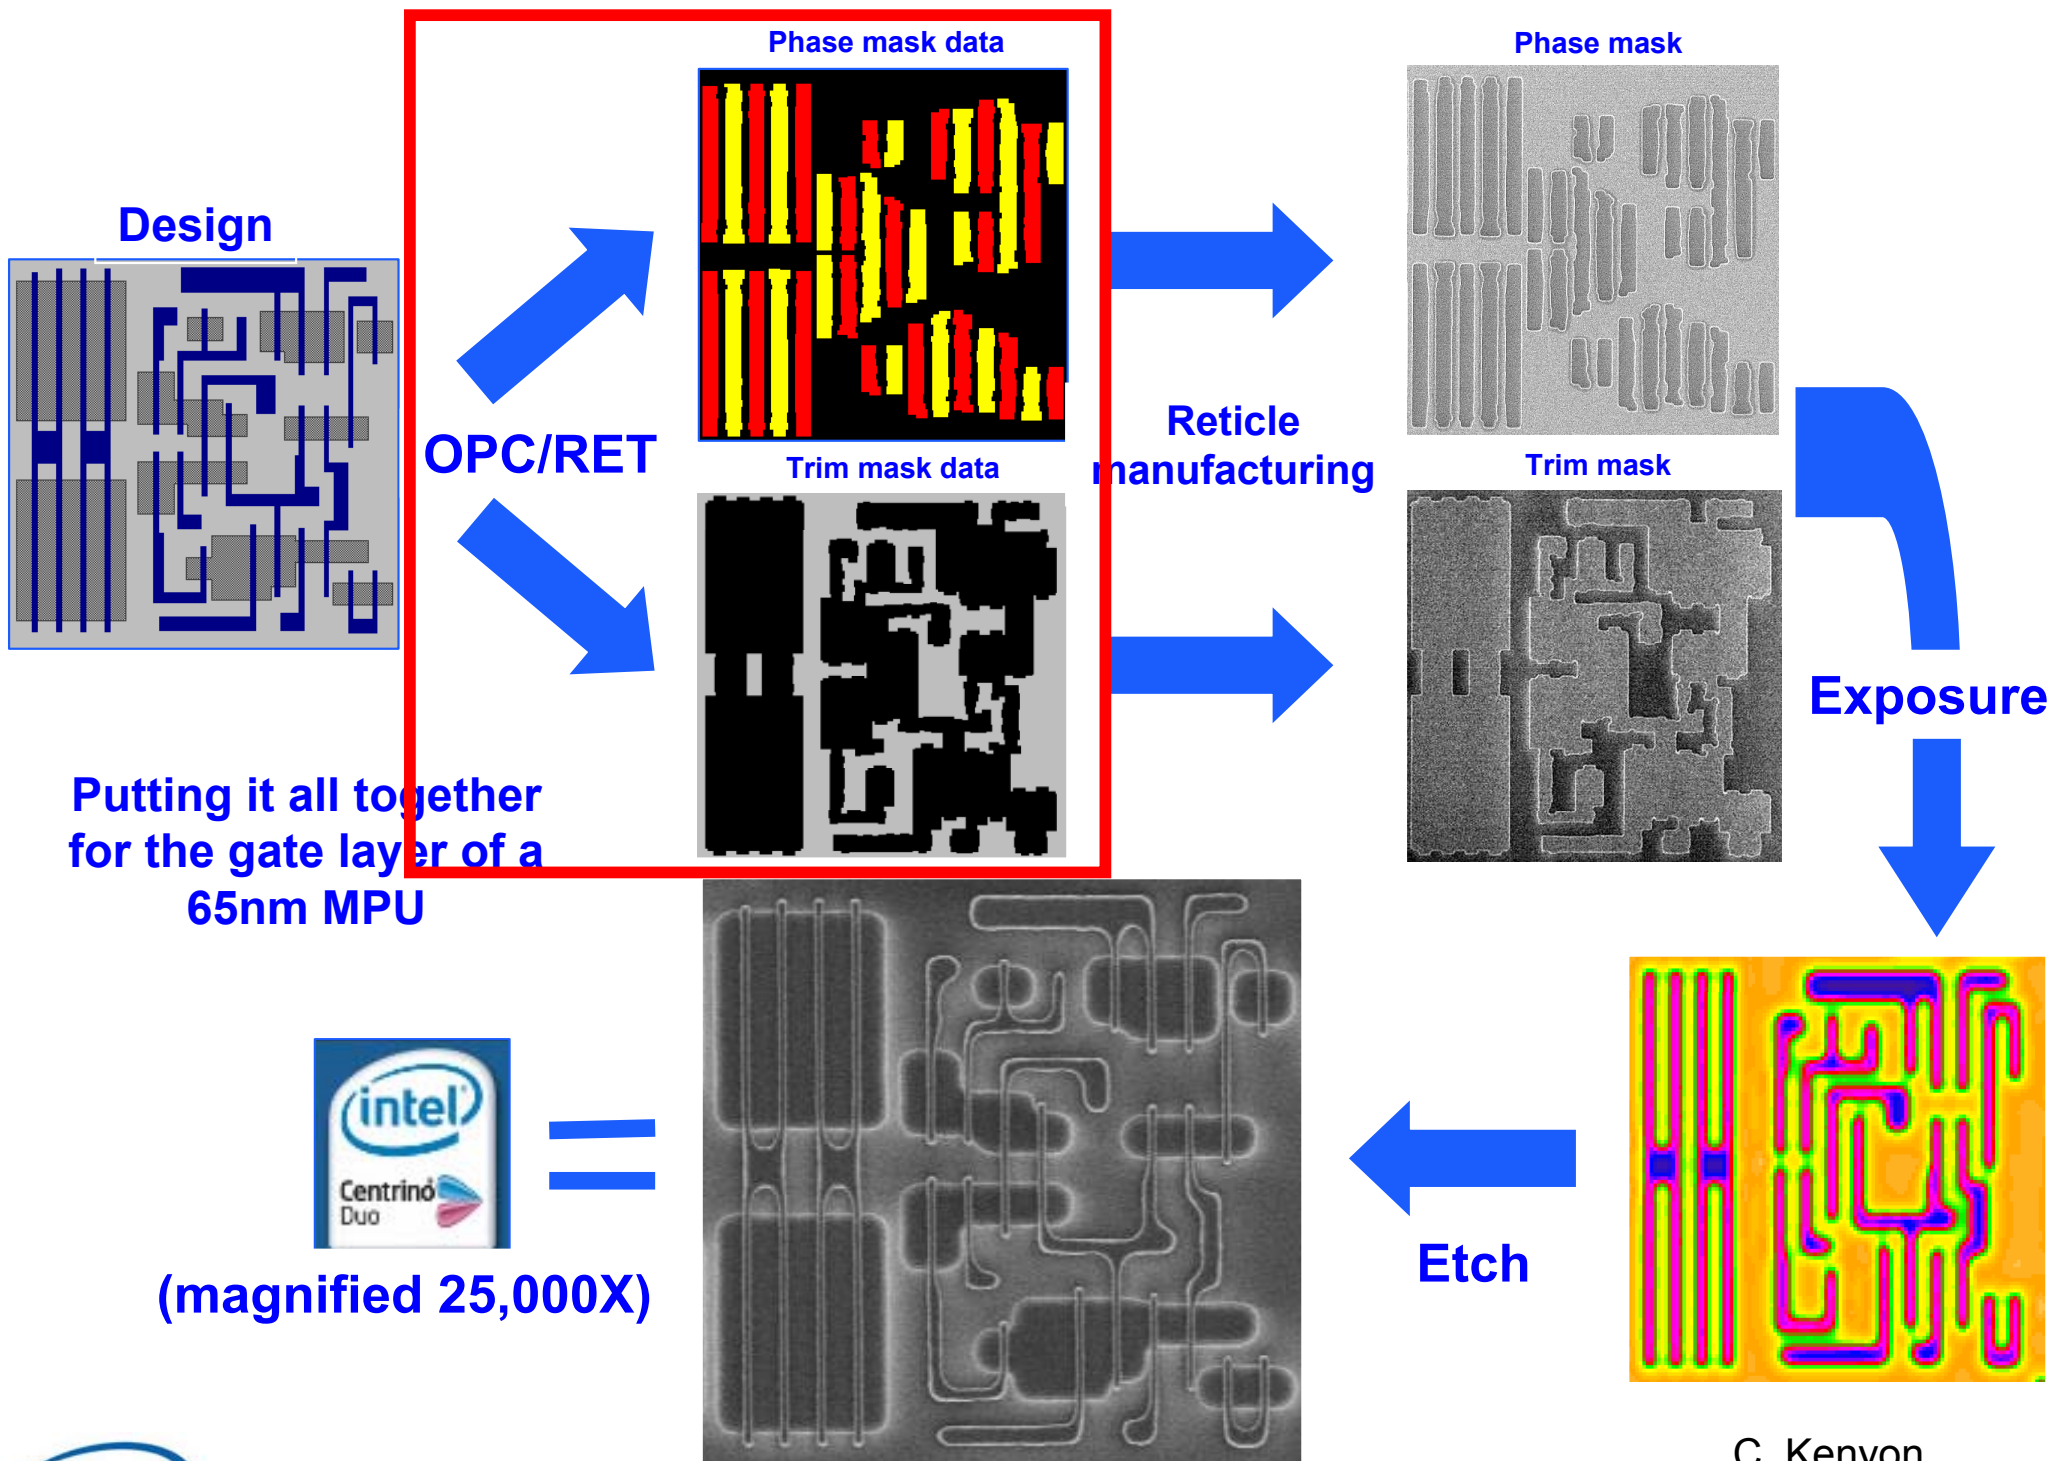 Phase mask data
Phase mask
Design
OPC/RET
Reticle
manufacturing
Trim mask data
Trim mask
Exposure
Putting it all together
for the gate layer of a
65nm MPU
intel
Centrino
Duo
(magnified 25,000X)
Etch
C. Kenyon